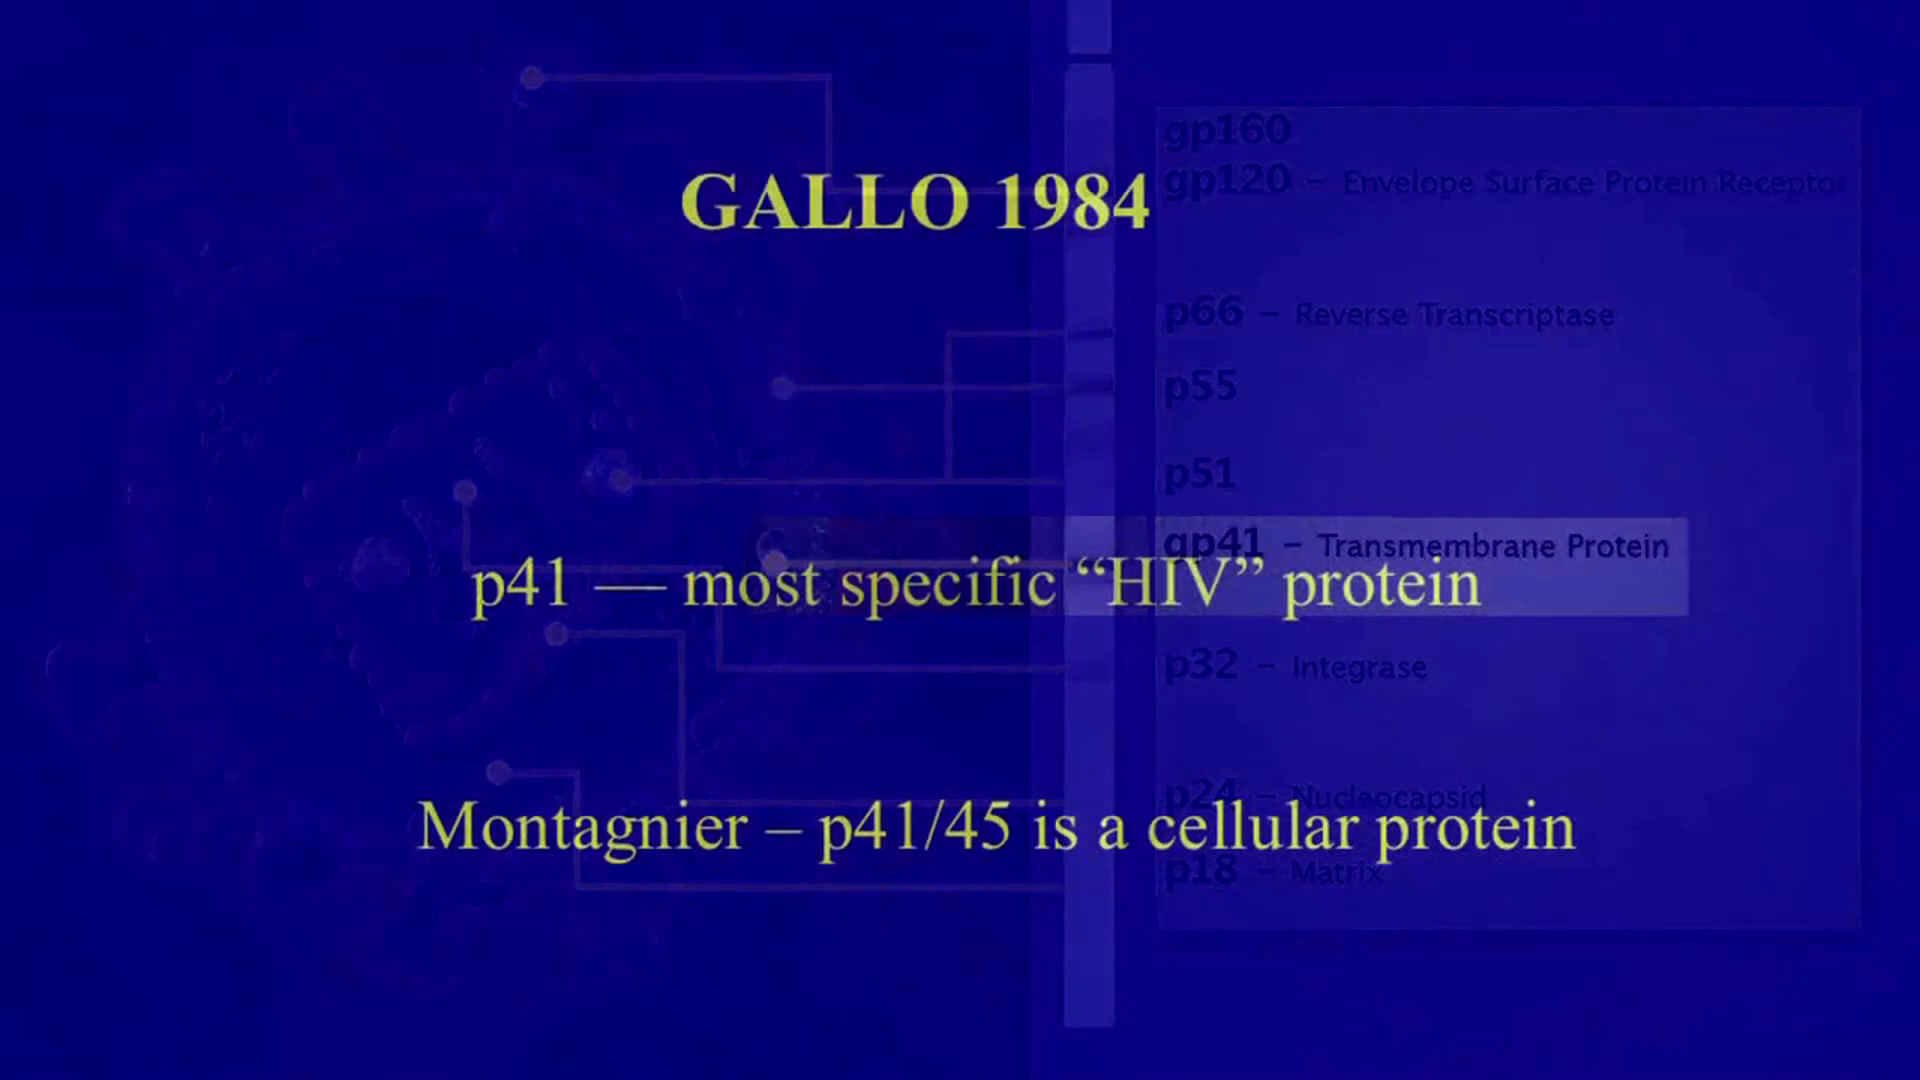 gp160
gp120 – Envelope Surface Protein Receptor
GALLO 1984
p66 – Reverse Transcriptase
p55
p51
gp41 – Transmembrane Protein
p41 — most specific “HIV” protein
p32 – Integrase
p24 – Nucleocapsid
Montagnier – p41/45 is a cellular protein
p18 – Matrix